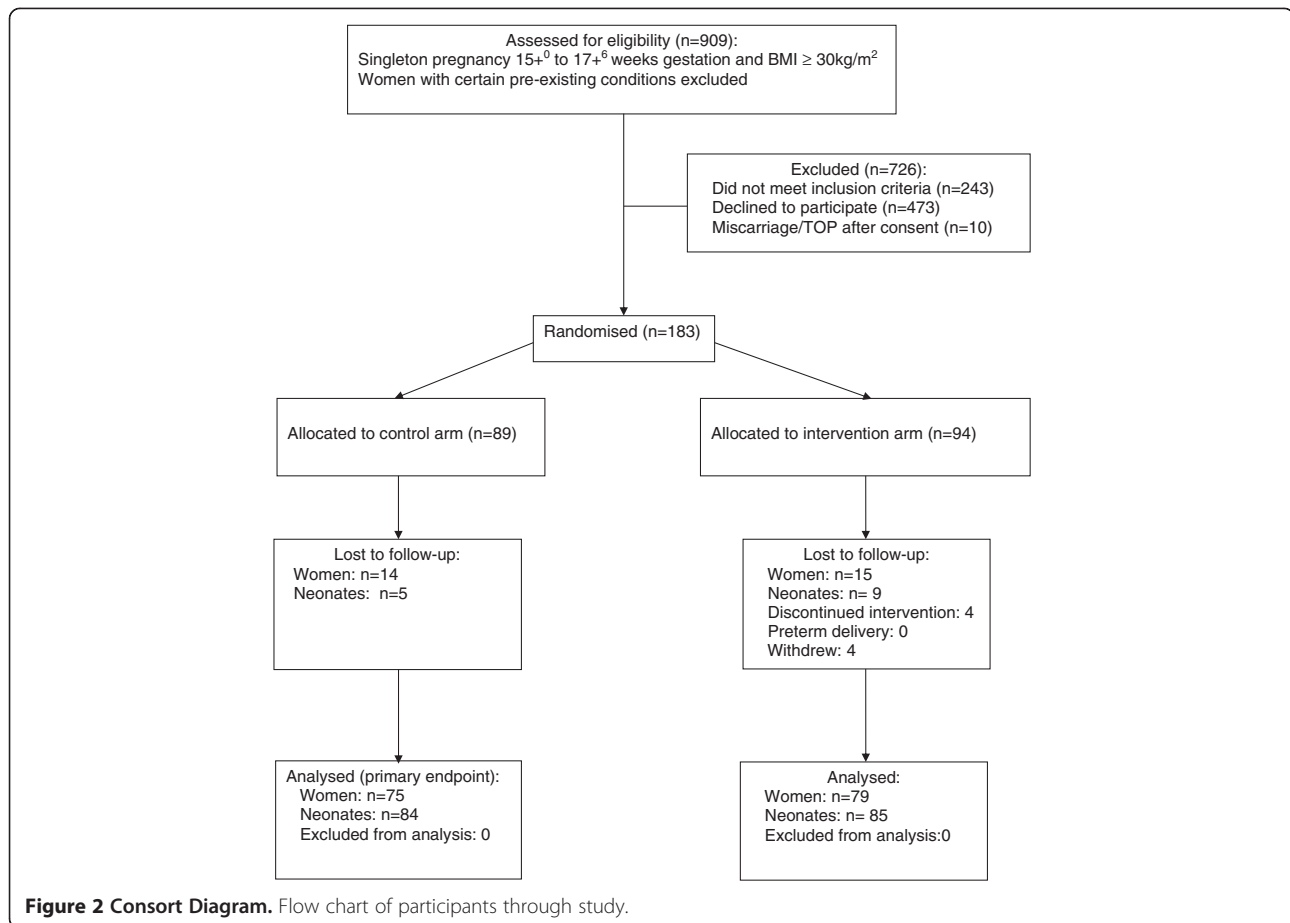 Assessed for eligibility (n=909):
Singleton pregnancy 15+⁰ to 17+⁶ weeks gestation and BMI ≥ 30kg/m²
Women with certain pre-existing conditions excluded
Excluded (n=726):
Did not meet inclusion criteria (n=243)
Declined to participate (n=473)
Miscarriage/TOP after consent (n=10)
Randomised (n=183)
Allocated to control arm (n=89)
Allocated to intervention arm (n=94)
Lost to follow-up:
Women: n=14
Neonates: n=5
Lost to follow-up:
Women: n=15
Neonates: n= 9
Discontinued intervention: 4
Preterm delivery: 0
Withdrew: 4
Analysed (primary endpoint):
Women: n=75
Neonates: n=84
Excluded from analysis: 0
Analysed:
Women: n=79
Neonates: n= 85
Excluded from analysis:0
Figure 2 Consort Diagram. Flow chart of participants through study.